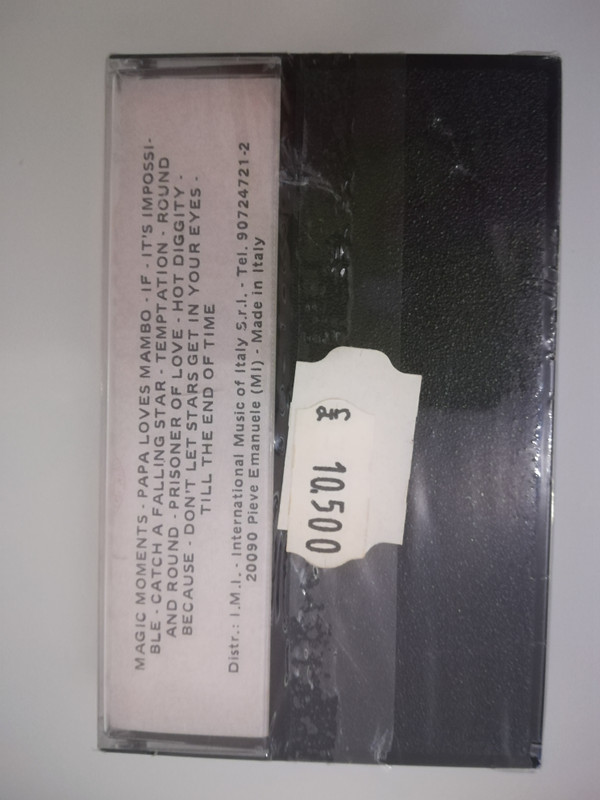 MAGIC MOMENTS - PAPA LOVES MAMBO - IF - IT'S IMPOSSI-
BLE - CATCH A FALLING STAR - TEMPTATION - ROUND
AND ROUND - PRISONER OF LOVE - HOT DIGGITY -
BECAUSE - DON'T LET STARS GET IN YOUR EYES -
TILL THE END OF TIME
Distr.: I.M.I. - International Music of Italy S.r.l. - Tel. 90724721-2
20090 Pieve Emanuele (MI) - Made in Italy
£ 10.500